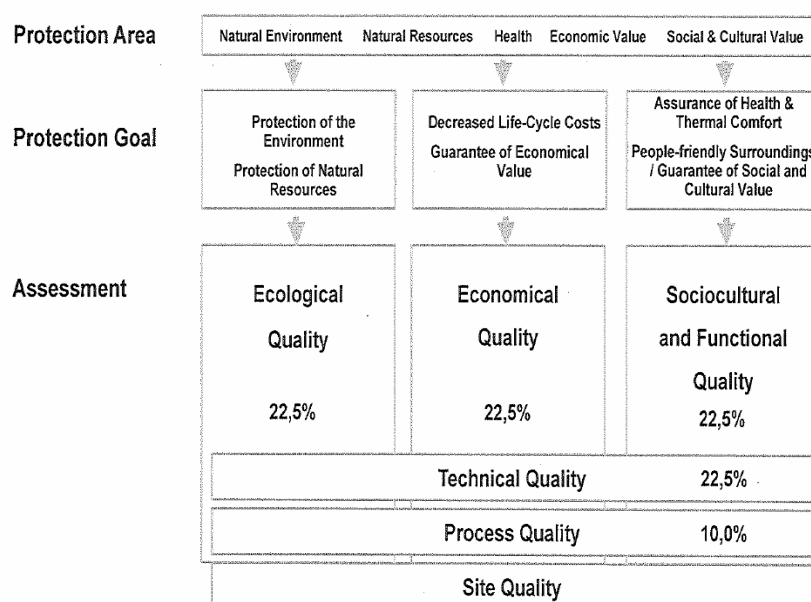 Protection Area
Natural Environment Natural Resources Health Economic Value Social & Cultural Value
Protection Goal
Protection of the
Environment
Protection of Natural
Resources
Decreased Life-Cycle Costs
Guarantee of Economical
Value
Assurance of Health &
Thermal Comfort
People-friendly Surroundings
/ Guarantee of Social and
Cultural Value
Assessment
Ecological
Quality
22,5%
Economical
Quality
22,5%
Sociocultural
and Functional
Quality
22,5%
Technical Quality 22,5%
Process Quality 10,0%
Site Quality